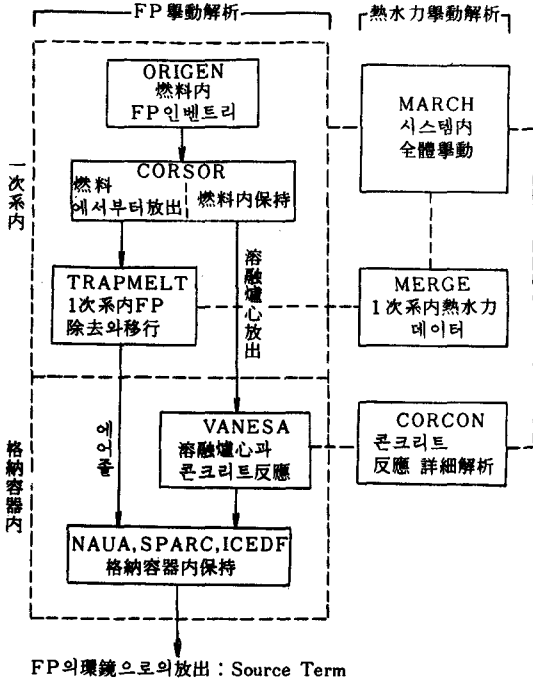 FP擧動解析
熱水力擧動解析
ORIGEN
燃料內
FP인벤트리
MARCH
시스템內
全體擧動
一次系內
CORSOR
燃料
에서부터放出
燃料內保持
溶融爐心放出
TRAPMELT
1次系內FP
除去와移行
MERGE
1次系內熱水力
데이터
格納容器內
에어졸
VANESA
溶融爐心과
콘크리트反應
CORCON
콘크리트
反應 詳細解析
NAUA, SPARC, ICEDF
格納容器內保持
FP의環境으로의放出 : Source Term